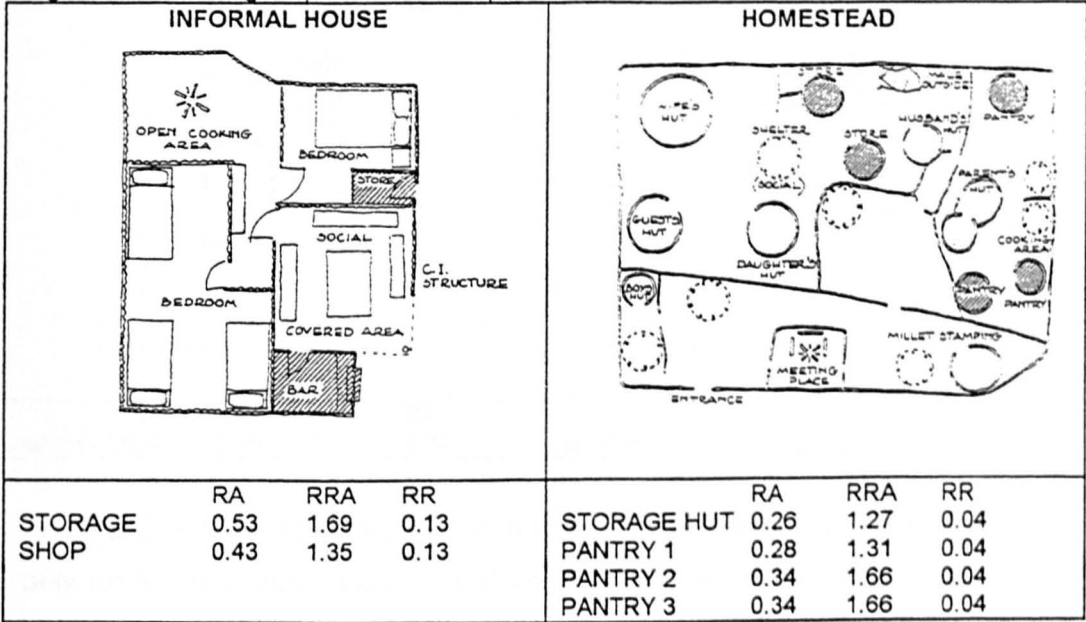 INFORMAL HOUSE
OPEN COOKING
AREA
BEDROOM
STORE
SOCIAL
C.I.
STRUCTURE
BEDROOM
COVERED AREA
BAR
HOMESTEAD
STORE
OUTSIDE
WIFE'S
HUT
HUSBAND'S
HUT
PANTRY
SHELTER
STORE
(SOCIAL)
PARENT'S
HUT
GUESTS
HUT
DAUGHTER'S
HUT
COOKING
AREA
BOYS
HUT
PANTRY
PANTRY
MILLET STAMPING
MEETING
PLACE
ENTRANCE
RA RRA RR
STORAGE 0.53 1.69 0.13
SHOP 0.43 1.35 0.13
RA RRA RR
STORAGE HUT 0.26 1.27 0.04
PANTRY 1 0.28 1.31 0.04
PANTRY 2 0.34 1.66 0.04
PANTRY 3 0.34 1.66 0.04